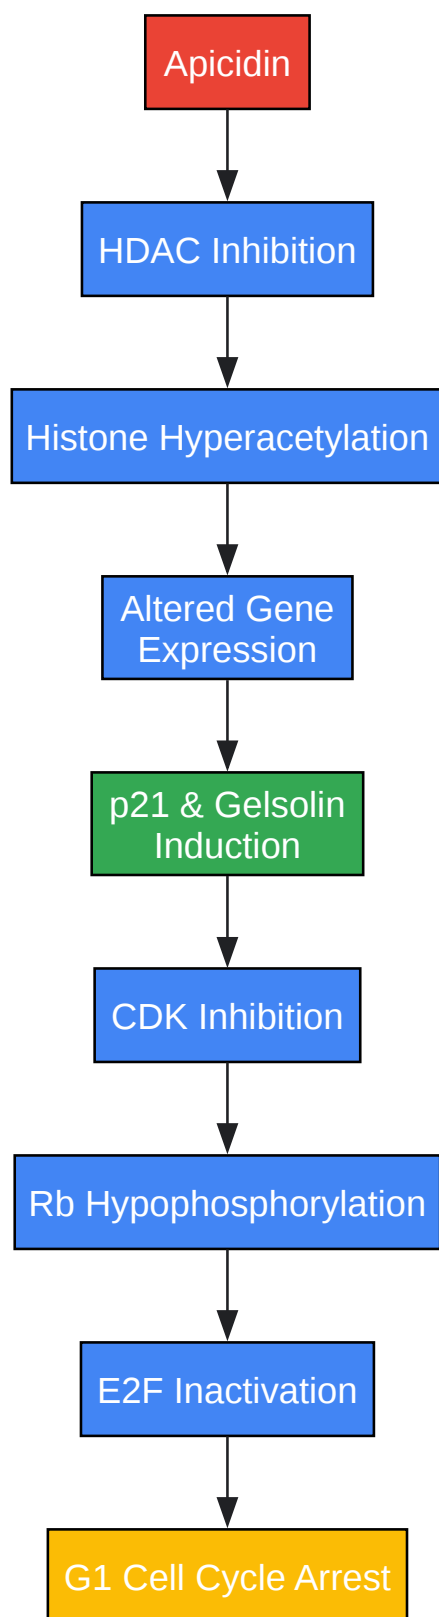 Apicidin
HDAC Inhibition
Histone Hyperacetylation
Altered Gene
Expression
p21 & Gelsolin
Induction
CDK Inhibition
Rb Hypophosphorylation
E2F Inactivation
G1 Cell Cycle Arrest